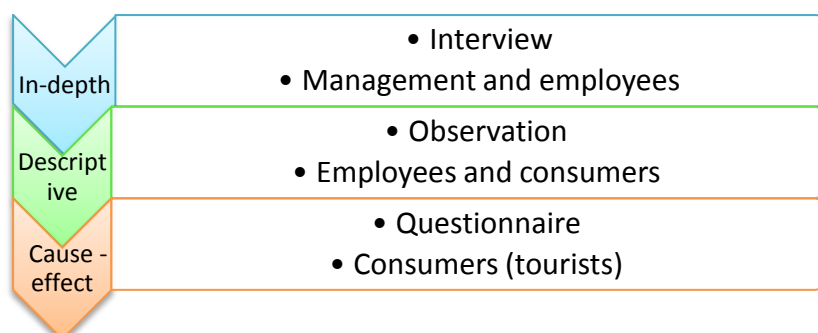 In-depth
• Interview
• Management and employees
Descript
ive
• Observation
• Employees and consumers
Cause -
effect
• Questionnaire
• Consumers (tourists)